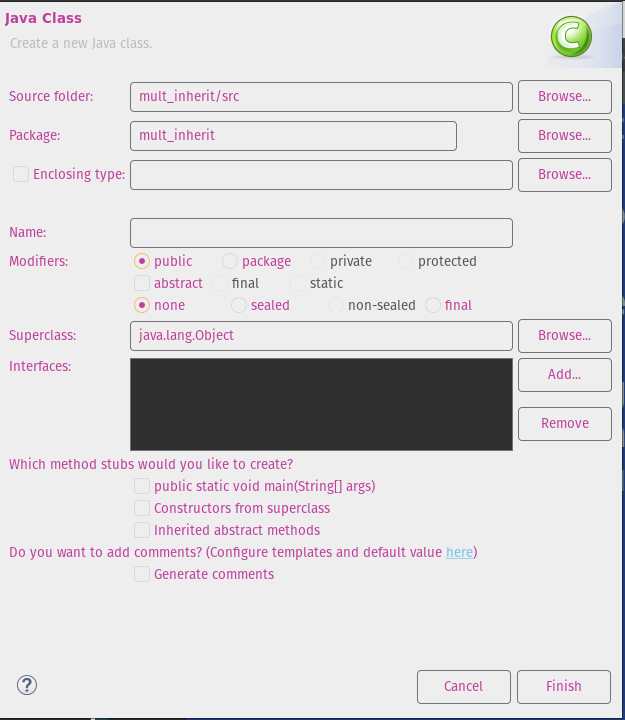 Java Class
Create a new Java class.
Source folder: mult_inherit/src Browse...
Package: mult_inherit Browse...
Enclosing type: Browse...
Name:
Modifiers: public package private protected
abstract final static
none sealed non-sealed final
Superclass: java.lang.Object Browse...
Interfaces: Add...
Remove
Which method stubs would you like to create?
public static void main(String[] args)
Constructors from superclass
Inherited abstract methods
Do you want to add comments? (Configure templates and default value here)
Generate comments
? Cancel Finish